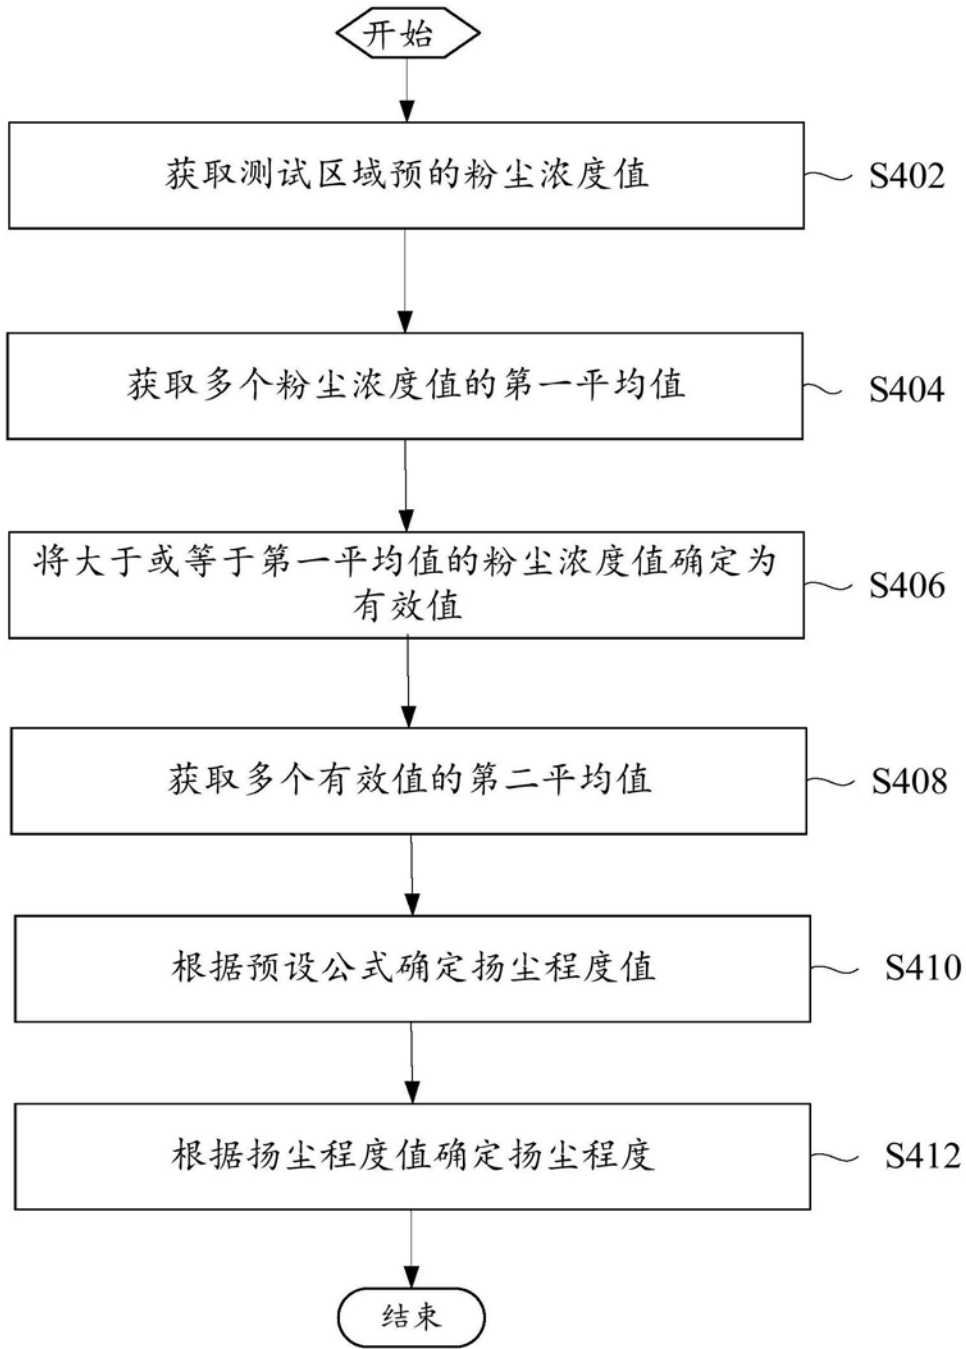 开始
获取测试区域预的粉尘浓度值
S402
获取多个粉尘浓度值的第一平均值
S404
将大于或等于第一平均值的粉尘浓度值确定为
有效值
S406
获取多个有效值的第二平均值
S408
根据预设公式确定扬尘程度值
S410
根据扬尘程度值确定扬尘程度
S412
结束